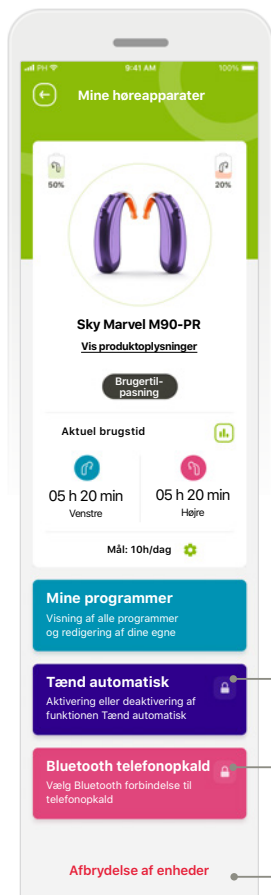 PH 9:41 AM 100%
Mine høreapparater
50% 20%
Sky Marvel M90-PR
Vis produktoplysninger
Brugertil-
pasning
Aktuel brugstid
05 h 20 min 05 h 20 min
Venstre Højre
Mål: 10h/dag
Mine programmer
Visning af alle programmer
og redigering af dine egne
Tænd automatisk
Aktivering eller deaktivering af
funktionen Tænd automatisk
Bluetooth telefonopkald
Vælg Bluetooth forbindelse til
telefonopkald
Afbrydelse af enheder